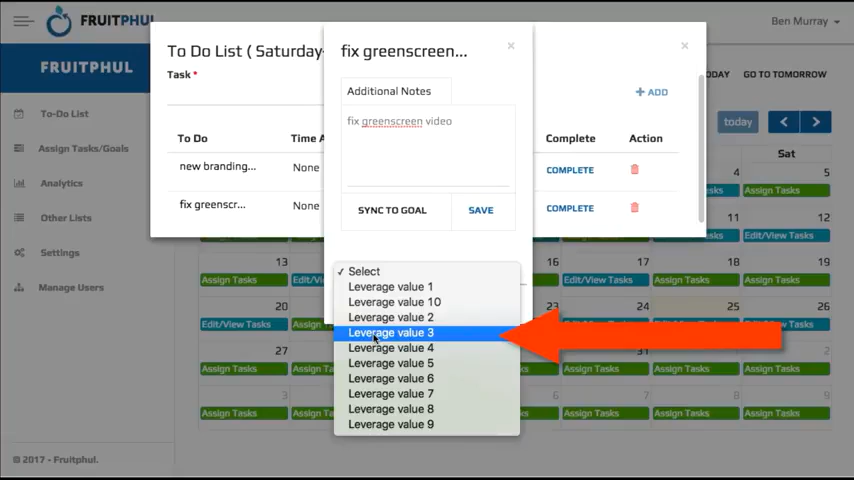 FRUITPHUL
Ben Murray
FRUITPHUL
To-Do List
Assign Tasks/Goals
Analytics
Other Lists
Settings
Manage Users
© 2017 - Fruitphul.
To Do List ( Saturday-
Task *
+ ADD
To Do
Time A
Complete
Action
new branding...
None
COMPLETE
fix greenscr...
None
COMPLETE
fix greenscreen...
Additional Notes
fix greenscreen video
SYNC TO GOAL
SAVE
✓ Select
Leverage value 1
Leverage value 10
Leverage value 2
Leverage value 3
Leverage value 4
Leverage value 5
Leverage value 6
Leverage value 7
Leverage value 8
Leverage value 9
GO TO TOMORROW
today
Sat
4 5
Assign Tasks
11 12
Edit/View Tasks
13 16 17 18 19
Assign Tasks Edit/View Tasks Assign Tasks Assign Tasks
20 23 24 25 26
Edit/View Tasks Assign Tasks Assign Tasks Assign Tasks
27 31 2
Assign Tasks Assign Tasks Assign Tasks Assign Tasks
3 6 7 8 9
Assign Tasks Assign Tasks Assign Tasks Assign Tasks